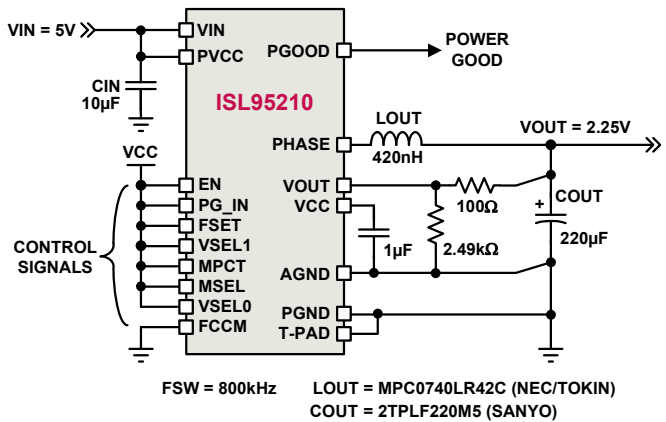 VIN = 5V
VIN
PVCC
CIN
10µF
ISL95210
PGOOD
POWER
GOOD
LOUT
420nH
PHASE
VOUT = 2.25V
VCC
EN
PG_IN
FSET
VSEL1
MPCT
MSEL
VSEL0
FCCM
CONTROL
SIGNALS
VOUT
VCC
1µF
100Ω
2.49kΩ
+
COUT
220µF
AGND
PGND
T-PAD
FSW = 800kHz
LOUT = MPC0740LR42C (NEC/TOKIN)
COUT = 2TPLF220M5 (SANYO)